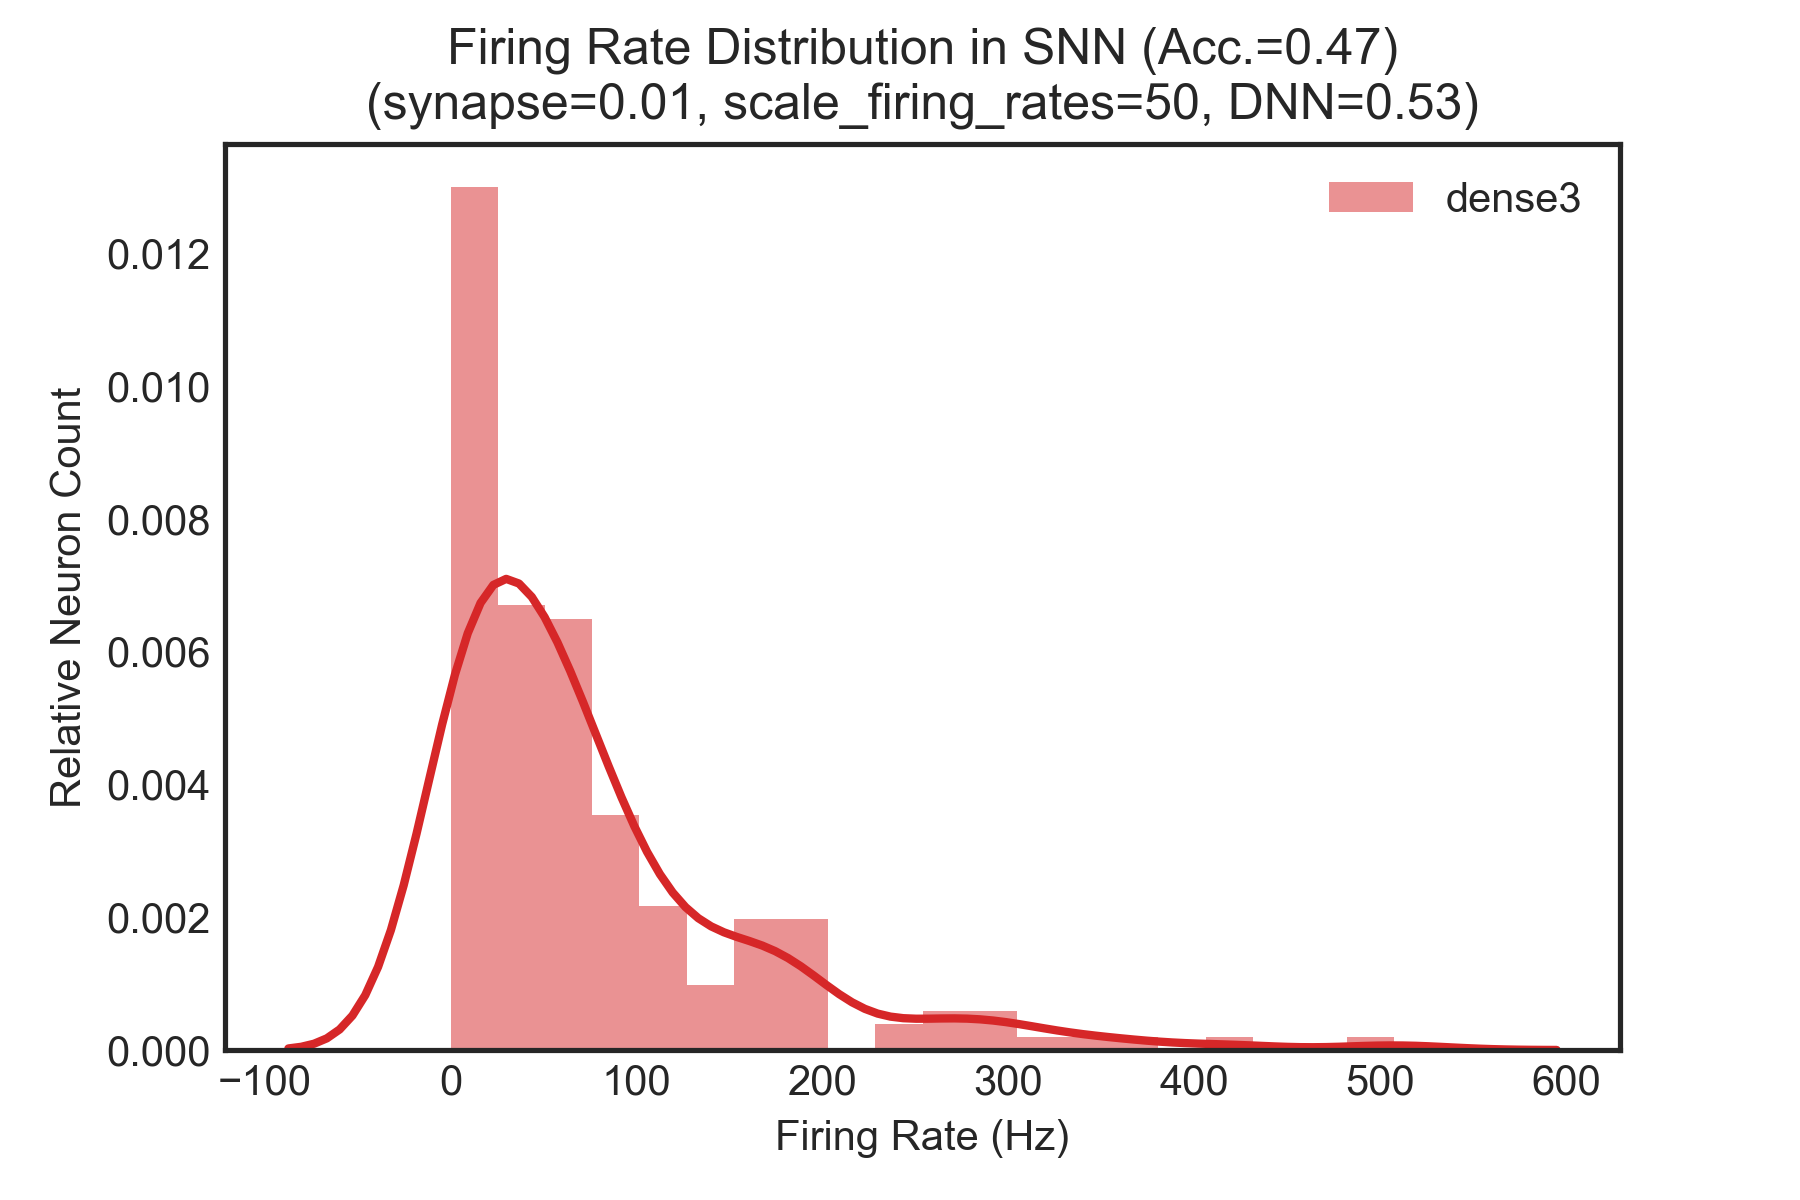 Firing Rate Distribution in SNN (Acc.=0.47)
(synapse=0.01, scale_firing_rates=50, DNN=0.53)
dense3
Relative Neuron Count
0.012
0.010
0.008
0.006
0.004
0.002
0.000
−100 0 100 200 300 400 500 600
Firing Rate (Hz)